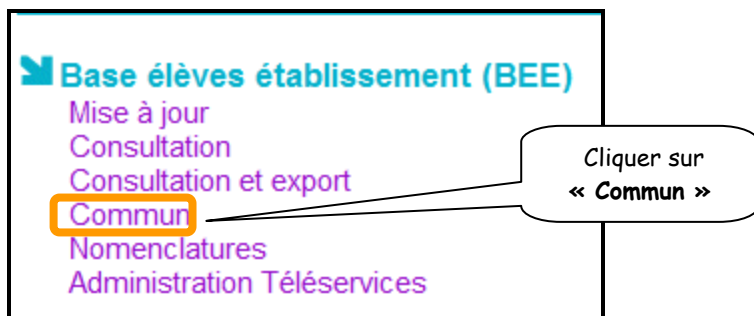 Base élèves établissement (BEE)
Mise à jour
Consultation
Consultation et export
Commun
Nomenclatures
Administration Téléservices
Cliquer sur
« Commun »